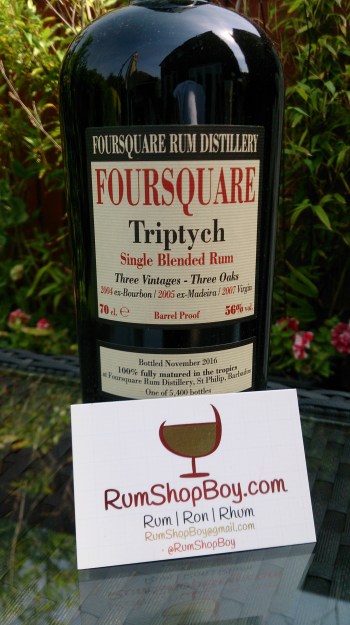 FOURSQUARE RUM DISTILLERY
FOURSQUARE
Triptych
Single Blended Rum
Three Vintages - Three Oaks
2004 ex-Bourbon / 2005 ex-Madeira / 2007 Virgin
70 cl. ℮ Barrel Proof 56% vol.
Bottled November 2016
100% fully matured in the tropics
at Foursquare Rum Distillery, St Philip, Barbados
One of 5,400 bottles
RumShopBoy.com
Rum | Ron | Rhum
RumShopBoy@gmail.com
@RumShopBoy